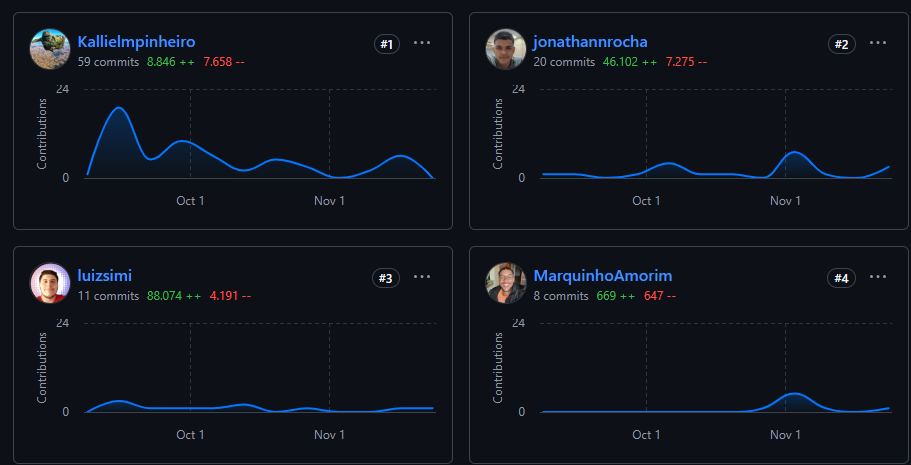 KallieImpinheiro
#1
59 commits 8.846 ++ 7.658 --
Contributions
24
0
Oct 1
Nov 1
jonathannrocha
#2
20 commits 46.102 ++ 7.275 --
Contributions
24
0
Oct 1
Nov 1
luizsimi
#3
11 commits 88.074 ++ 4.191 --
Contributions
24
0
Oct 1
Nov 1
MarquinhoAmorim
#4
8 commits 669 ++ 647 --
Contributions
24
0
Oct 1
Nov 1